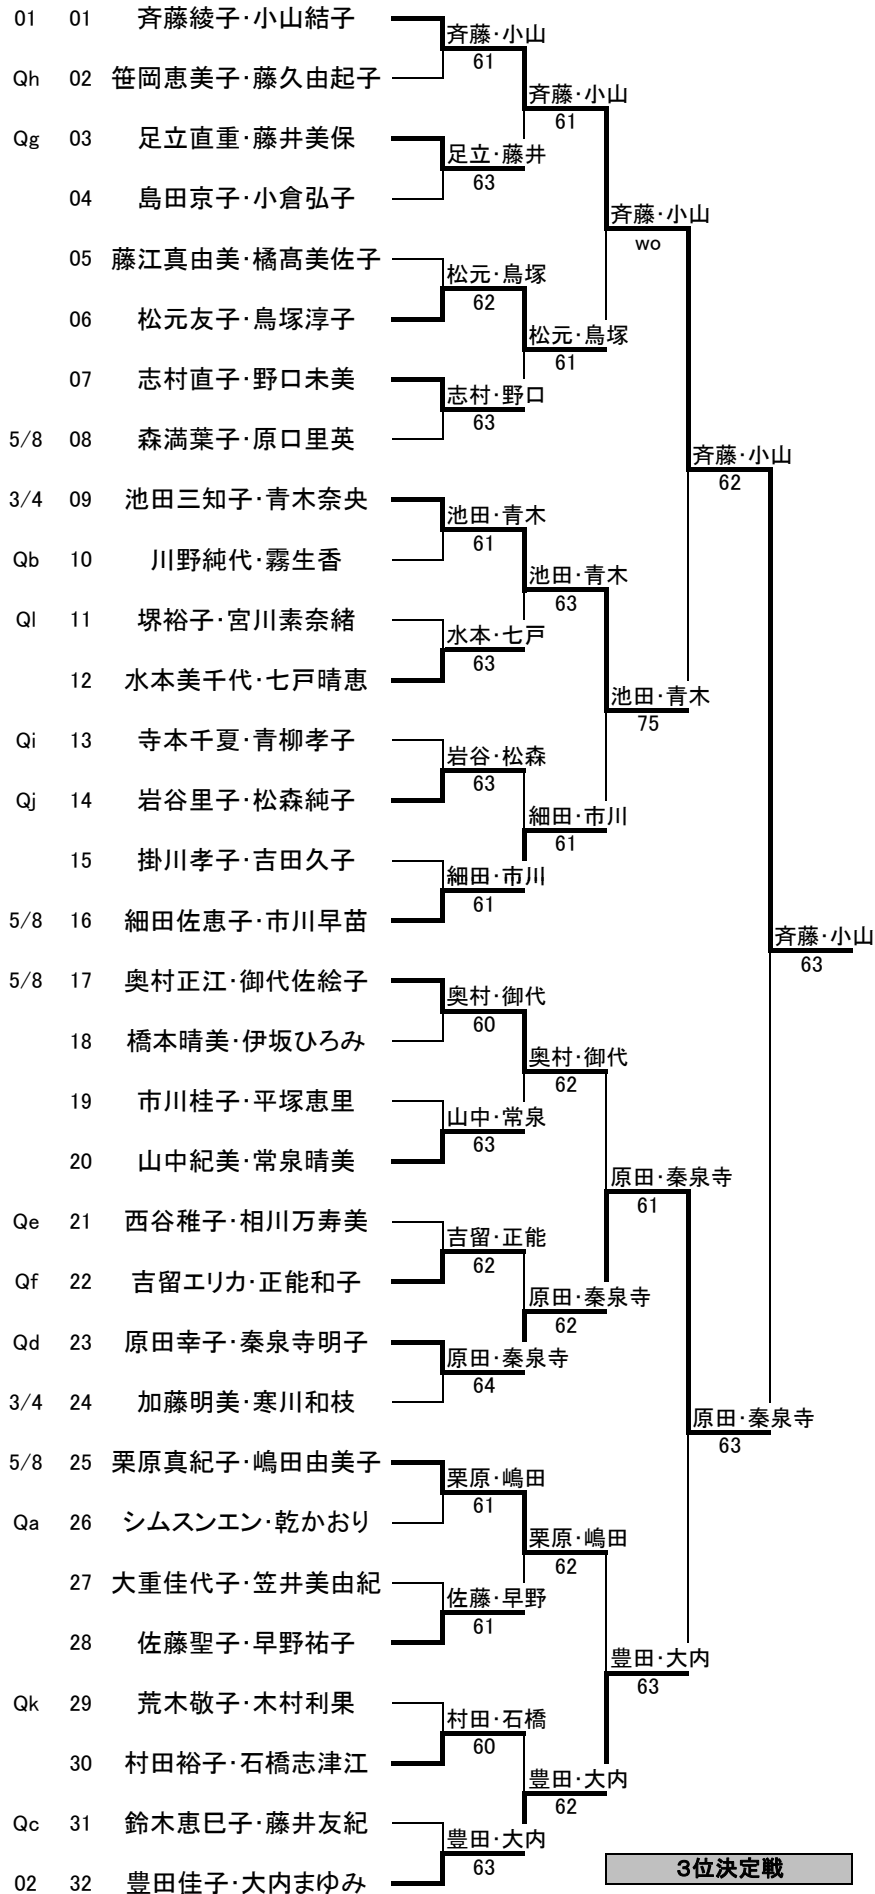 01 01 斉藤綾子・小山結子
斉藤・小山
61
Qh 02 笹岡恵美子・藤久由起子
斉藤・小山
61
Qg 03 足立直重・藤井美保
足立・藤井
63
04 島田京子・小倉弘子
斉藤・小山
wo
05 藤江真由美・橘髙美佐子
松元・鳥塚
62
06 松元友子・鳥塚淳子
松元・鳥塚
61
07 志村直子・野口未美
志村・野口
63
5/8 08 森満葉子・原口里英
斉藤・小山
62
3/4 09 池田三知子・青木奈央
池田・青木
61
Qb 10 川野純代・霧生香
池田・青木
63
Ql 11 堺裕子・宮川素奈緒
水本・七戸
63
12 水本美千代・七戸晴恵
池田・青木
75
Qi 13 寺本千夏・青柳孝子
岩谷・松森
63
Qj 14 岩谷里子・松森純子
細田・市川
61
15 掛川孝子・吉田久子
細田・市川
61
5/8 16 細田佐恵子・市川早苗
斉藤・小山
63
5/8 17 奥村正江・御代佐絵子
奥村・御代
60
18 橋本晴美・伊坂ひろみ
奥村・御代
62
19 市川桂子・平塚恵里
山中・常泉
63
20 山中紀美・常泉晴美
原田・秦泉寺
61
Qe 21 西谷稚子・相川万寿美
吉留・正能
62
Qf 22 吉留エリカ・正能和子
原田・秦泉寺
62
Qd 23 原田幸子・秦泉寺明子
原田・秦泉寺
64
3/4 24 加藤明美・寒川和枝
原田・秦泉寺
63
5/8 25 栗原真紀子・嶋田由美子
栗原・嶋田
61
Qa 26 シムスンエン・乾かおり
栗原・嶋田
62
27 大重佳代子・笠井美由紀
佐藤・早野
61
28 佐藤聖子・早野祐子
豊田・大内
63
Qk 29 荒木敬子・木村利果
村田・石橋
60
30 村田裕子・石橋志津江
豊田・大内
62
Qc 31 鈴木恵巳子・藤井友紀
豊田・大内
63
02 32 豊田佳子・大内まゆみ
3位決定戦